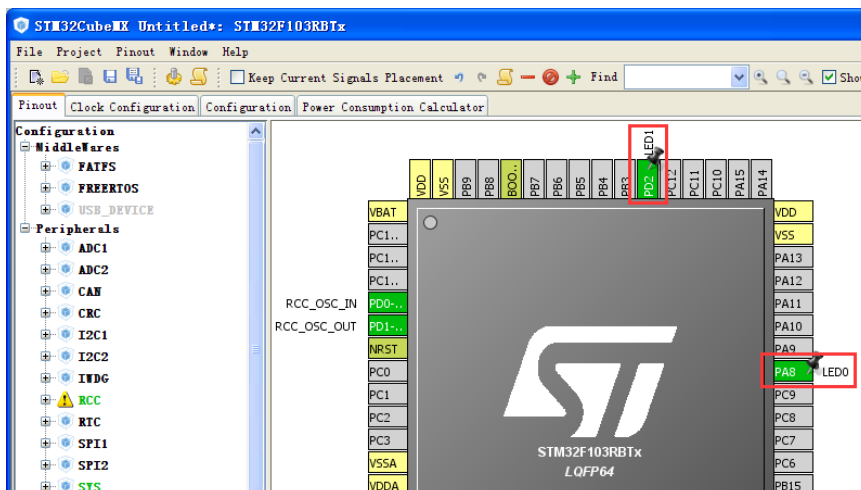 STM32CubeMX Untitled*: STM32F103RBTx
File Project Pinout Window Help
Keep Current Signals Placement Find Show
Pinout Clock Configuration Configuration Power Consumption Calculator
Configuration
MiddleWares
FATFS
FREERTOS
USB_DEVICE
Peripherals
ADC1
ADC2
CAN
CRC
I2C1
I2C2
IWDG
RCC
RTC
SPI1
SPI2
SYS
LED1
VDD VSS PB9 PB8 BOO.. PB7 PB6 PB5 PB4 PB3 PD2 PC12 PC11 PC10 PA15 PA14
VBAT
PC1..
PC1..
PC1..
RCC_OSC_IN PD0-..
RCC_OSC_OUT PD1-..
NRST
PC0
PC1
PC2
PC3
VSSA
VDDA
ST
STM32F103RBTx
LQFP64
VDD
VSS
PA13
PA12
PA11
PA10
PA9
PA8 LED0
PC9
PC8
PC7
PC6
PB15